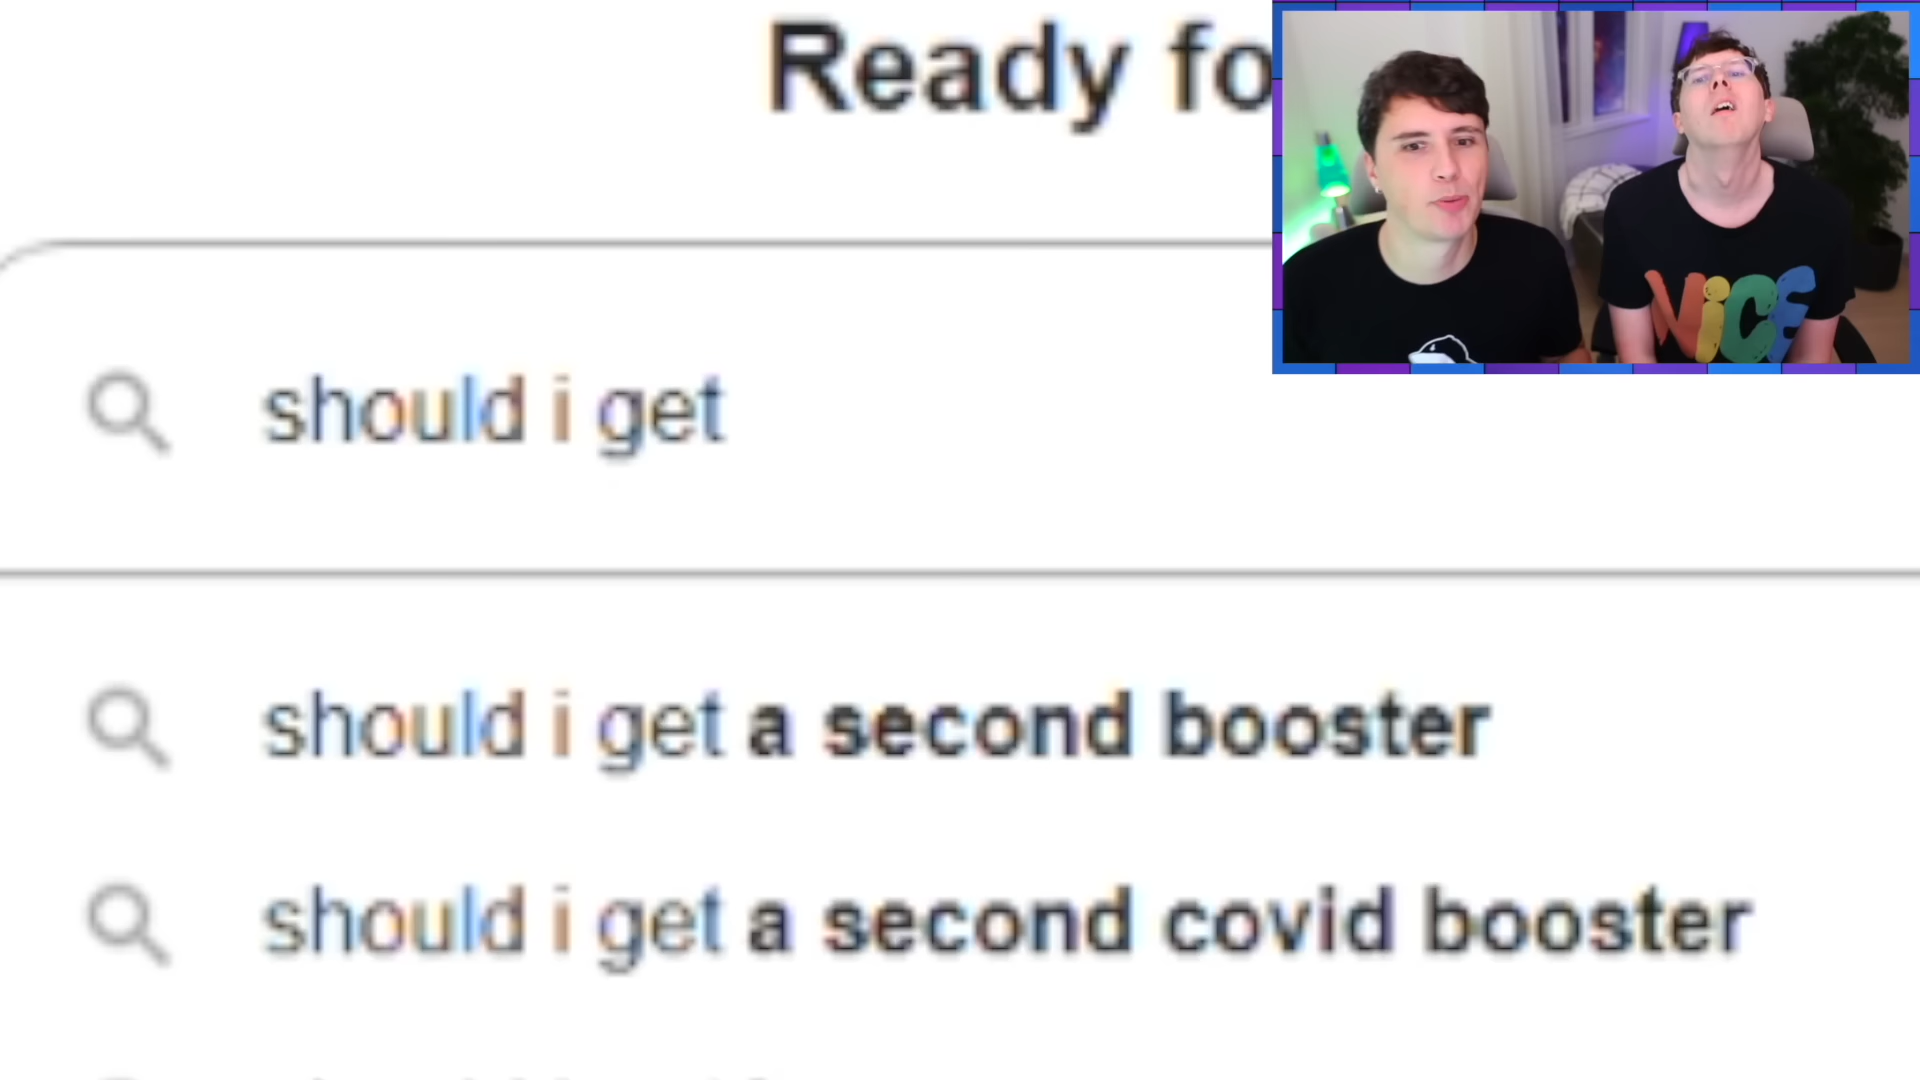 Ready fo
should i get
NiCE
should i get a second booster
should i get a second covid booster